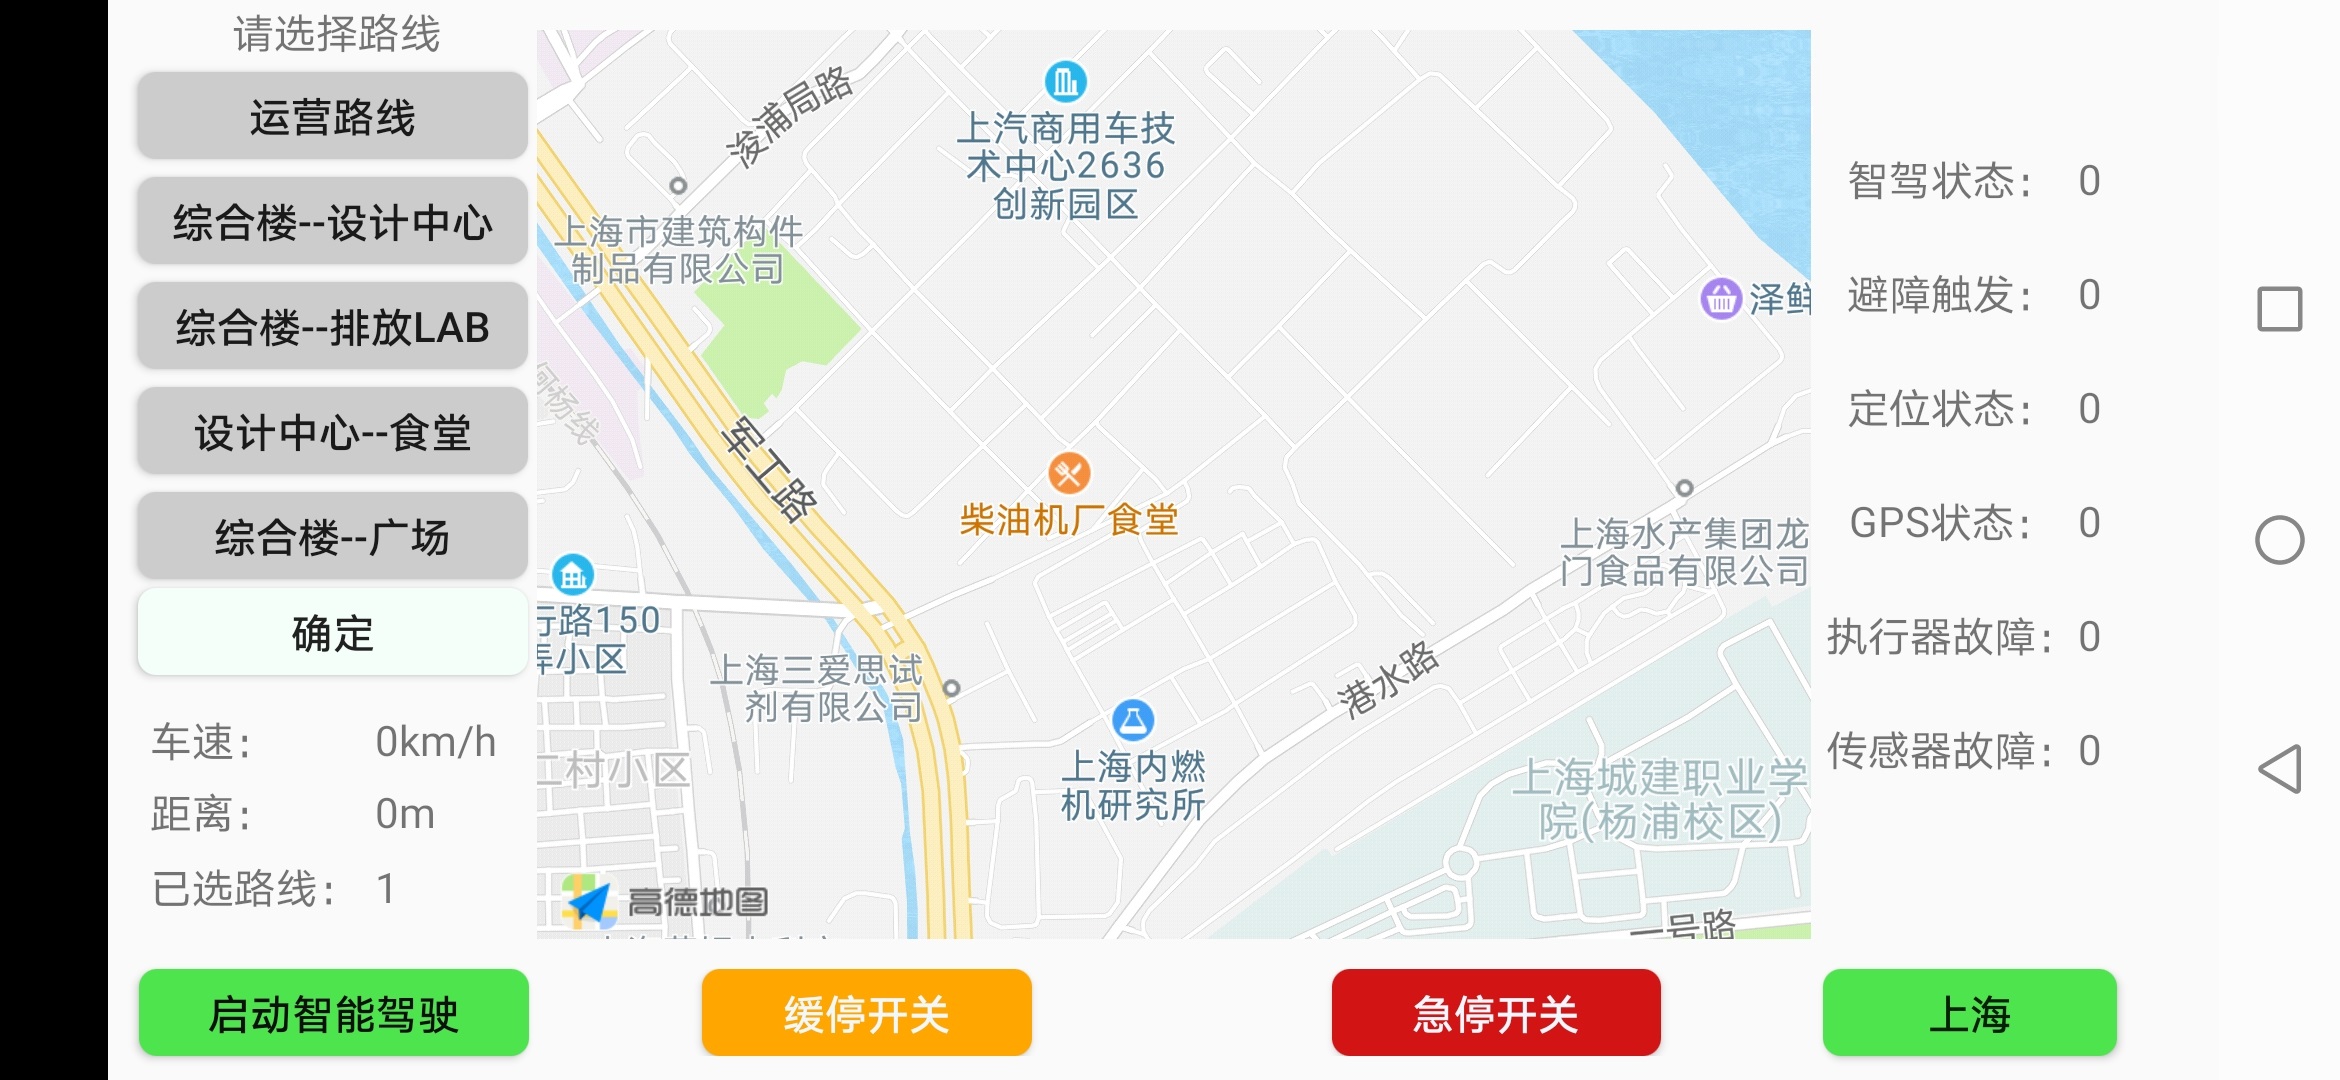 请选择路线
运营路线
综合楼--设计中心
综合楼--排放LAB
设计中心--食堂
综合楼--广场
确定
车速: 0km/h
距离: 0m
已选路线: 1
浚浦局路
上汽商用车技
术中心2636
创新园区
上海市建筑构件
制品有限公司
泽鲜
何杨线
军工路
柴油机厂食堂
上海水产集团龙
门食品有限公司
行路150
弄小区
上海三爱思试
剂有限公司
港水路
上海内燃
机研究所
工村小区
上海城建职业学
院(杨浦校区)
高德地图
一号路
智驾状态: 0
避障触发: 0
定位状态: 0
GPS状态: 0
执行器故障: 0
传感器故障: 0
启动智能驾驶
缓停开关
急停开关
上海